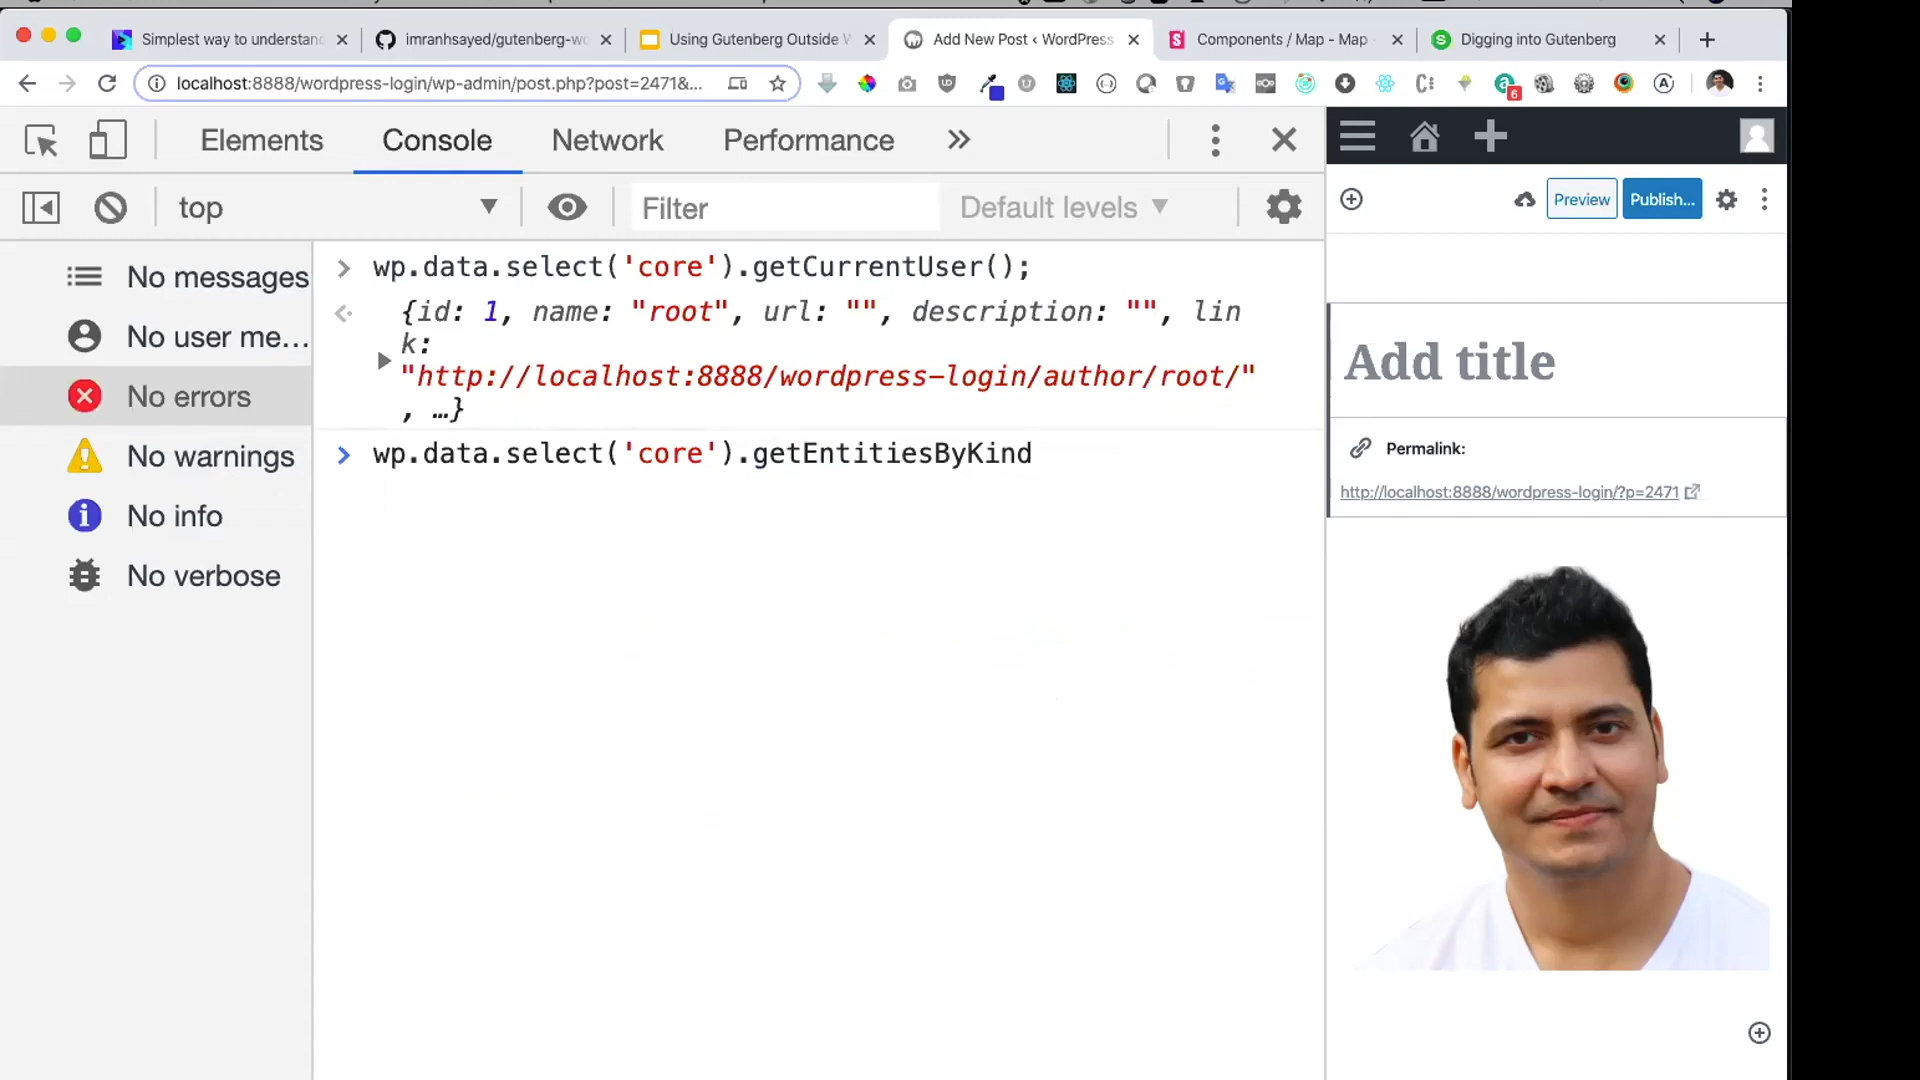 Simplest way to understand
imranhsayed/gutenberg-wo
Using Gutenberg Outside W
Add New Post ‹ WordPress
Components / Map - Map
Digging into Gutenberg
localhost:8888/wordpress-login/wp-admin/post.php?post=2471&...
6
Elements
Console
Network
Performance
top
Filter
Default levels
Preview
Publish...
No messages
No user me...
No errors
No warnings
No info
No verbose
wp.data.select('core').getCurrentUser();
{id: 1, name: "root", url: "", description: "", lin
k:
"http://localhost:8888/wordpress-login/author/root/"
, …}
wp.data.select('core').getEntitiesByKind
Add title
Permalink:
http://localhost:8888/wordpress-login/?p=2471